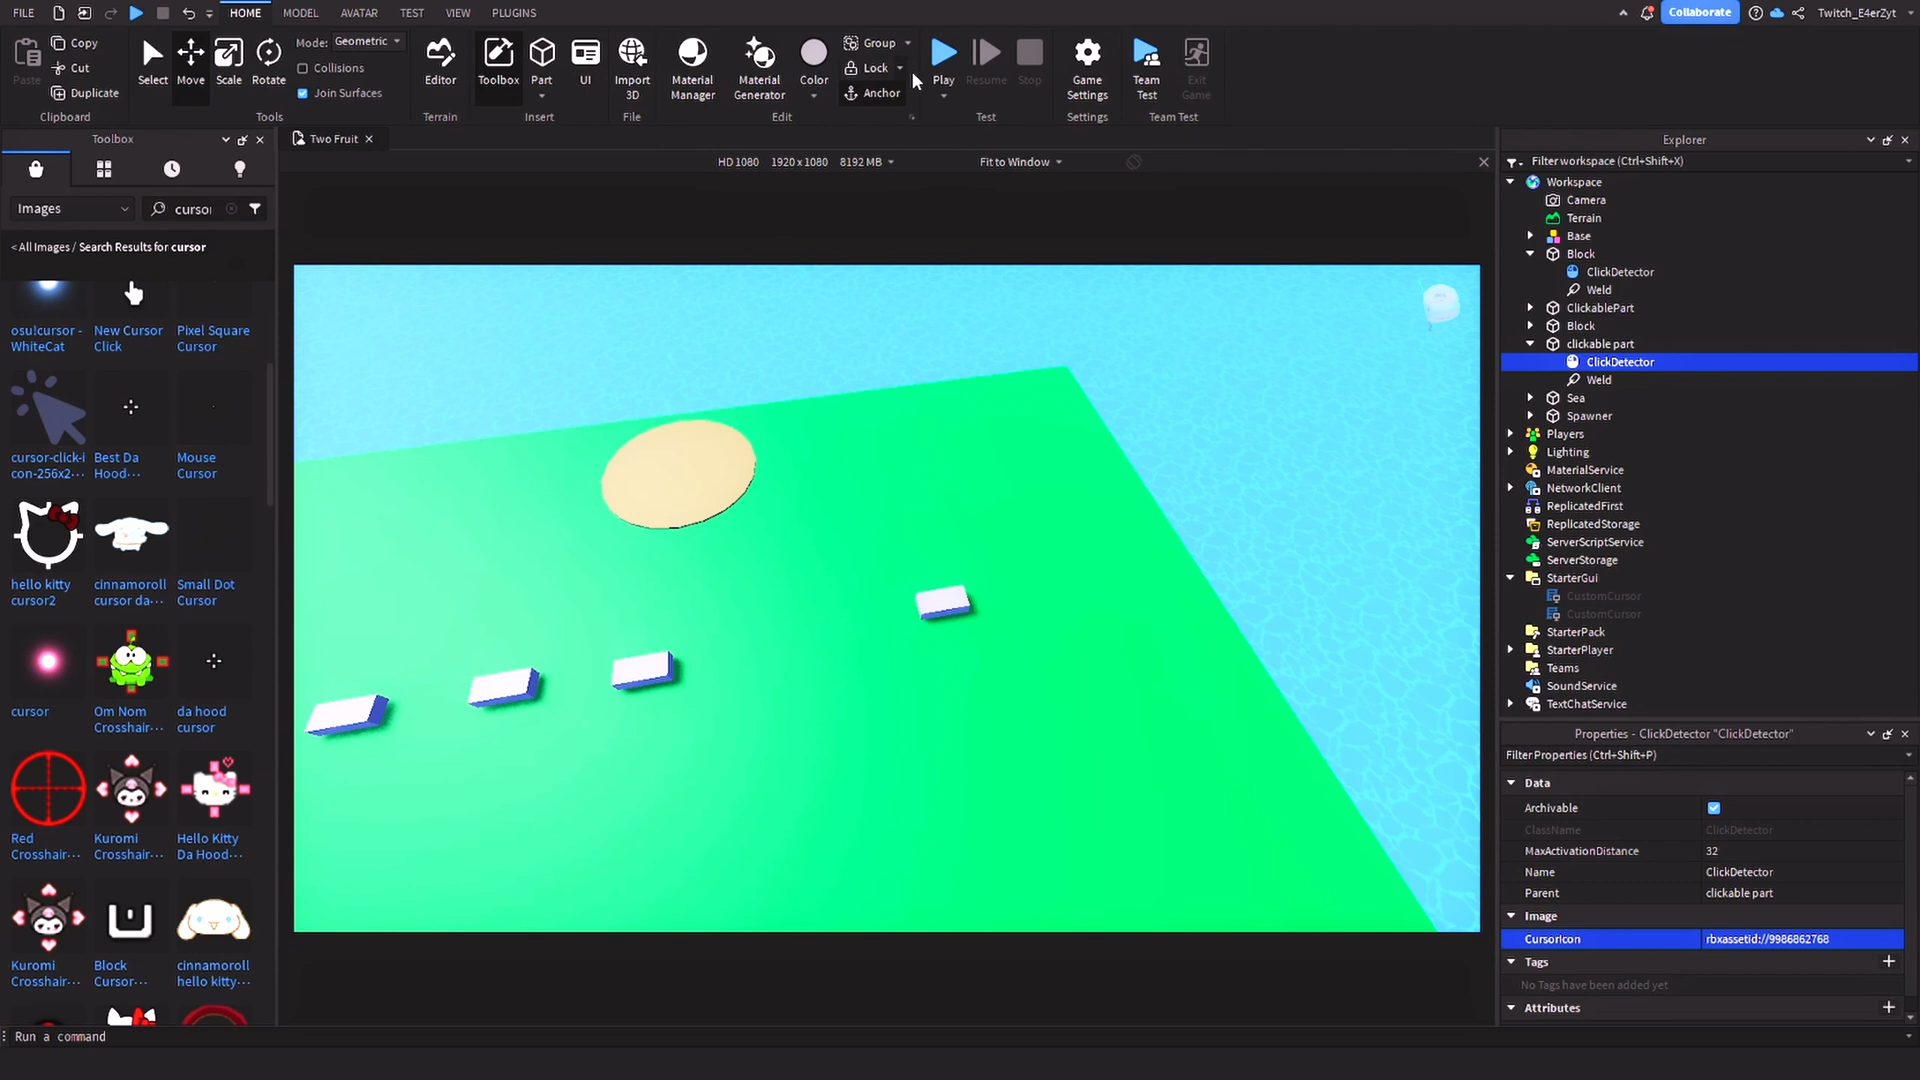 FILE
HOME
MODEL
AVATAR
TEST
VIEW
PLUGINS
Collaborate
Twitch_E4erZyt
Paste
Copy
Cut
Duplicate
Clipboard
Select
Move
Scale
Rotate
Mode: Geometric
Collisions
Join Surfaces
Tools
Editor
Terrain
Toolbox
Part
UI
Insert
Import
3D
File
Material
Manager
Material
Generator
Color
Group
Lock
Anchor
Edit
Play
Resume
Stop
Test
Game
Settings
Settings
Team
Test
Exit
Game
Team Test
Toolbox
Images
curso
< All Images / Search Results for cursor
osu!cursor -
WhiteCat
New Cursor
Click
Pixel Square
Cursor
cursor-click-i
con-256x2···
Best Da
Hood···
Mouse
Cursor
hello kitty
cursor2
cinnamoroll
cursor da···
Small Dot
Cursor
cursor
Om Nom
Crosshair···
da hood
cursor
Red
Crosshair···
Kuromi
Crosshair···
Hello Kitty
Da Hood···
Kuromi
Crosshair···
Block
Cursor···
cinnamoroll
hello kitty···
Two Fruit
HD 1080 1920 x 1080 8192 MB
Fit to Window
Explorer
Filter workspace (Ctrl+Shift+X)
Workspace
Camera
Terrain
Base
Block
ClickDetector
Weld
ClickablePart
Block
clickable part
ClickDetector
Weld
Sea
Spawner
Players
Lighting
MaterialService
NetworkClient
ReplicatedFirst
ReplicatedStorage
ServerScriptService
ServerStorage
StarterGui
CustomCursor
CustomCursor
StarterPack
StarterPlayer
Teams
SoundService
TextChatService
Properties - ClickDetector "ClickDetector"
Filter Properties (Ctrl+Shift+P)
Data
Archivable
ClassName ClickDetector
MaxActivationDistance 32
Name ClickDetector
Parent clickable part
Image
CursorIcon rbxassetid://9986862768
Tags
No Tags have been added yet
Attributes
Run a command